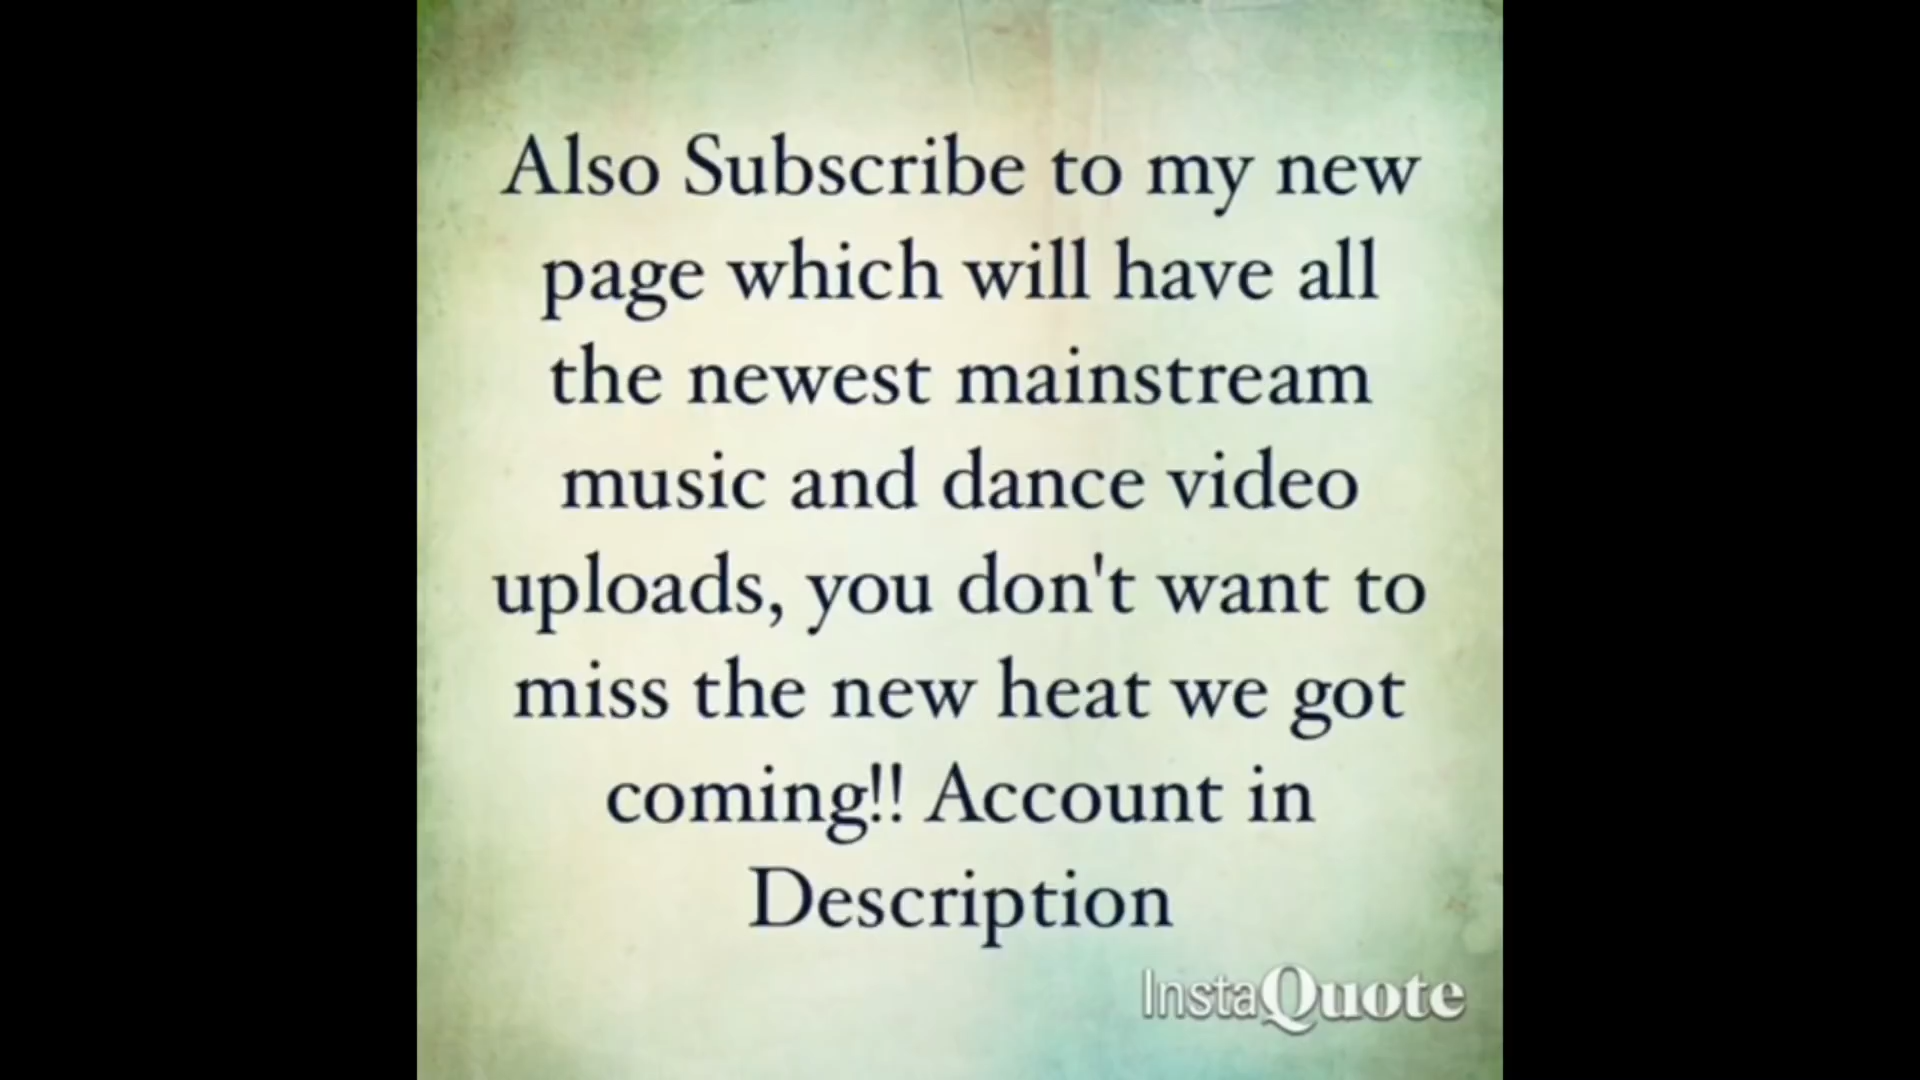 Also Subscribe to my new
page which will have all
the newest mainstream
music and dance video
uploads, you don't want to
miss the new heat we got
coming!! Account in
Description
InstaQuote